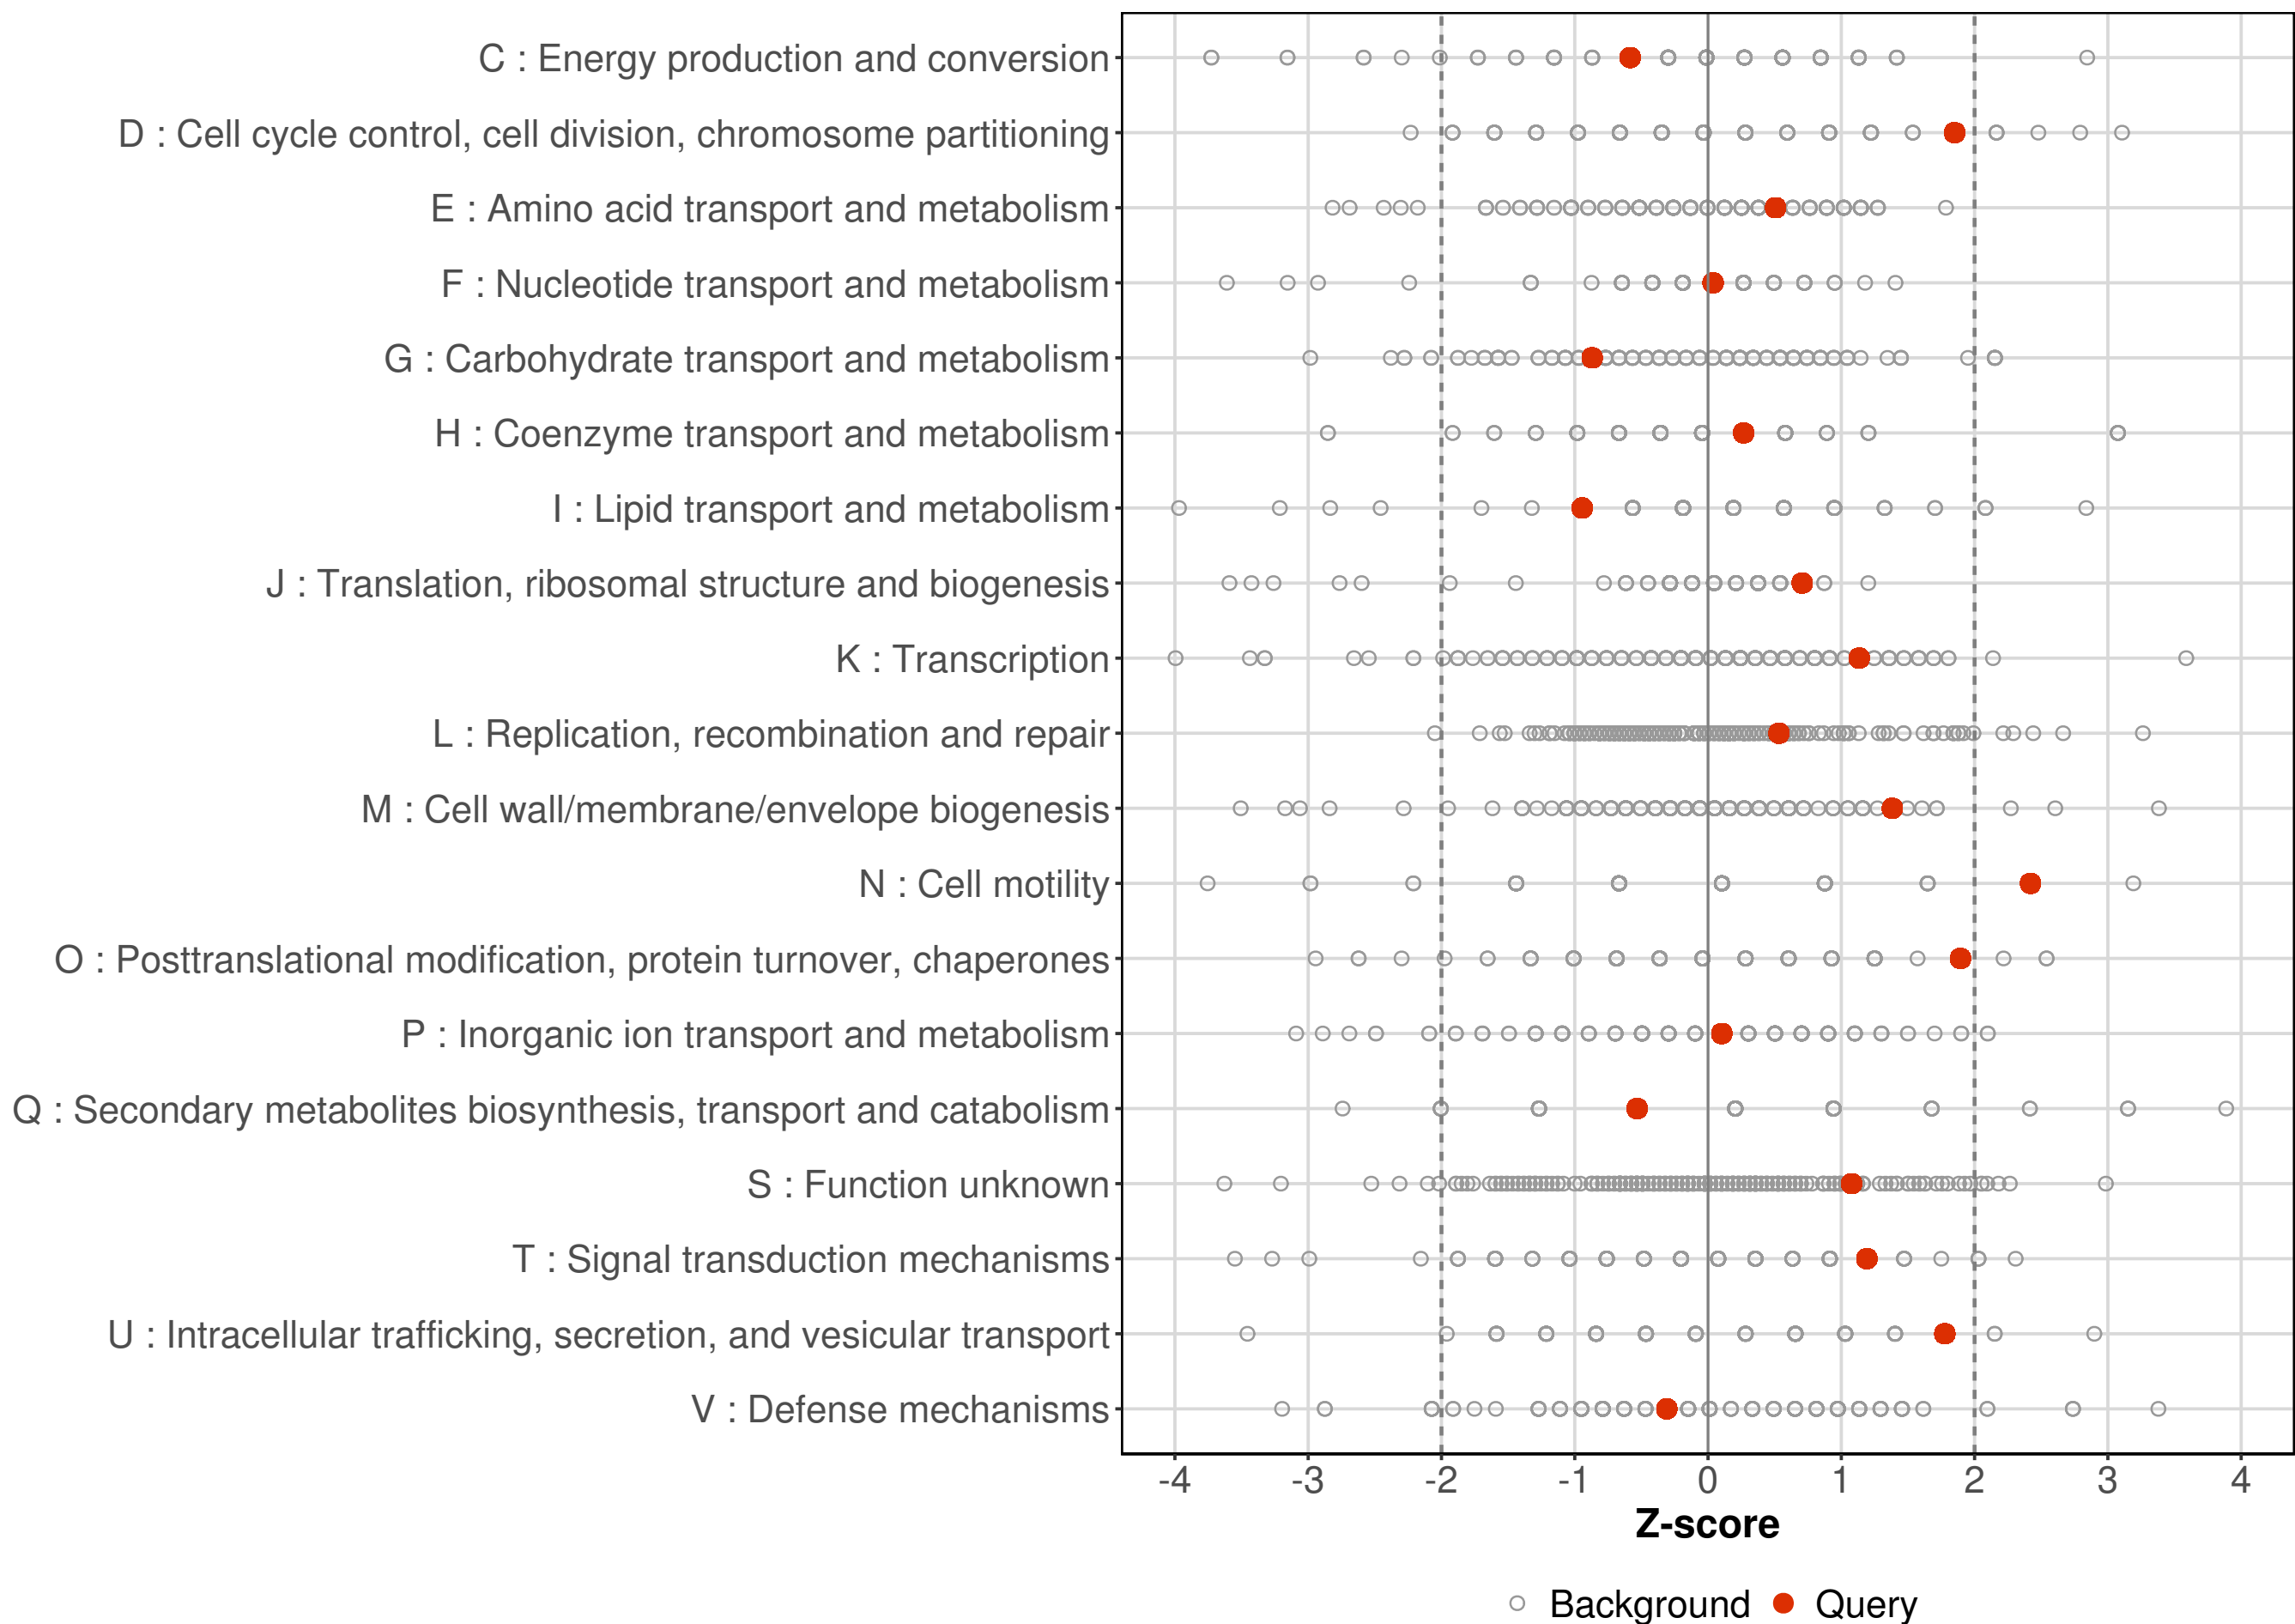 C : Energy production and conversion
D : Cell cycle control, cell division, chromosome partitioning
E : Amino acid transport and metabolism
F : Nucleotide transport and metabolism
G : Carbohydrate transport and metabolism
H : Coenzyme transport and metabolism
I : Lipid transport and metabolism
J : Translation, ribosomal structure and biogenesis
K : Transcription
L : Replication, recombination and repair
M : Cell wall/membrane/envelope biogenesis
N : Cell motility
O : Posttranslational modification, protein turnover, chaperones
P : Inorganic ion transport and metabolism
Q : Secondary metabolites biosynthesis, transport and catabolism
S : Function unknown
T : Signal transduction mechanisms
U : Intracellular trafficking, secretion, and vesicular transport
V : Defense mechanisms
-4 -3 -2 -1 0 1 2 3 4
Z-score
Background Query